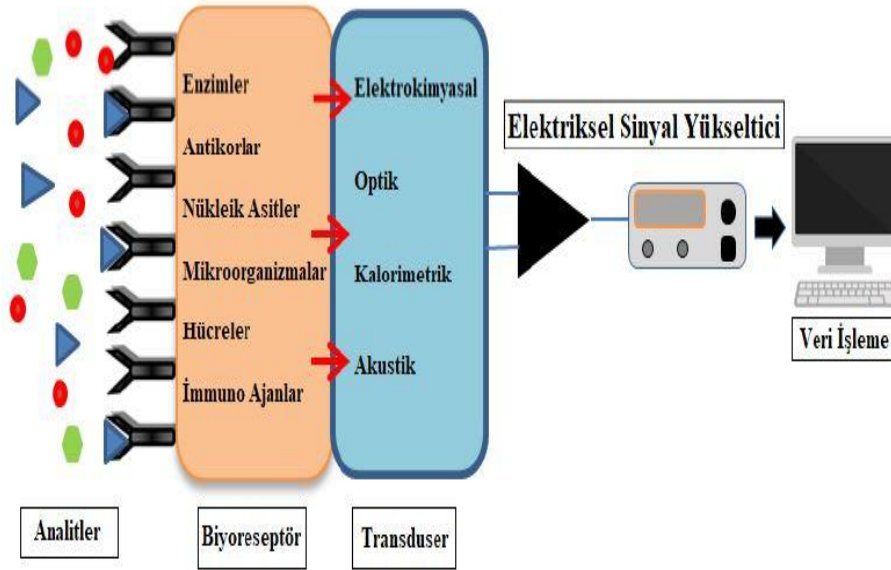 Enzimler
Antikorlar
Nükleik Asitler
Mikroorganizmalar
Hücreler
İmmuno Ajanlar
Elektrokimyasal
Optik
Kalorimetrik
Akustik
Elektriksel Sinyal Yükseltici
Veri İşleme
Analitler
Biyoreseptör
Transduser